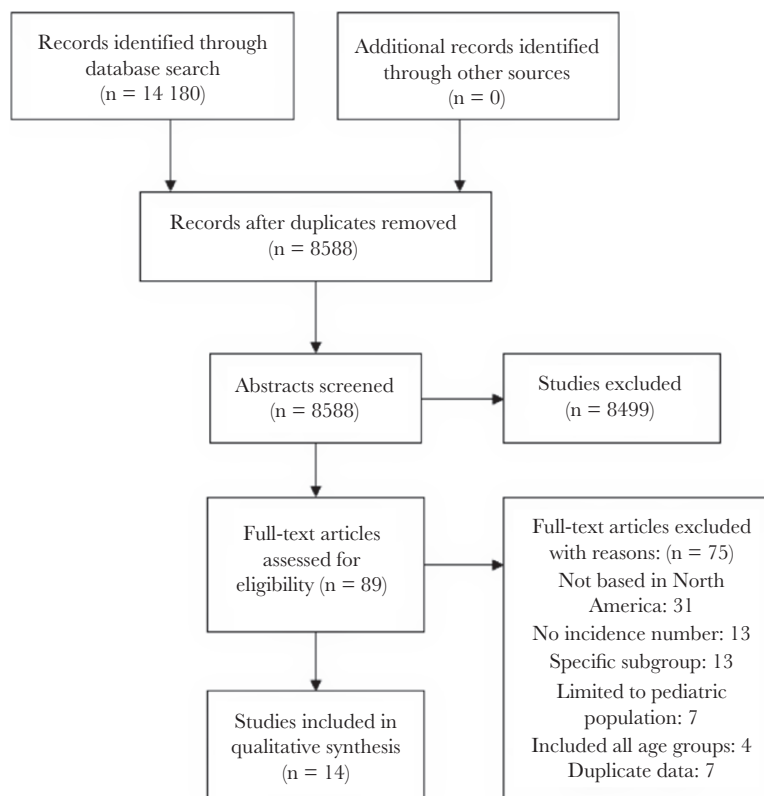 Records identified through
database search
(n = 14 180)
Additional records identified
through other sources
(n = 0)
Records after duplicates removed
(n = 8588)
Abstracts screened
(n = 8588)
Studies excluded
(n = 8499)
Full-text articles
assessed for
eligibility (n = 89)
Full-text articles excluded
with reasons: (n = 75)
Not based in North
America: 31
No incidence number: 13
Specific subgroup: 13
Limited to pediatric
population: 7
Included all age groups: 4
Duplicate data: 7
Studies included in
qualitative synthesis
(n = 14)